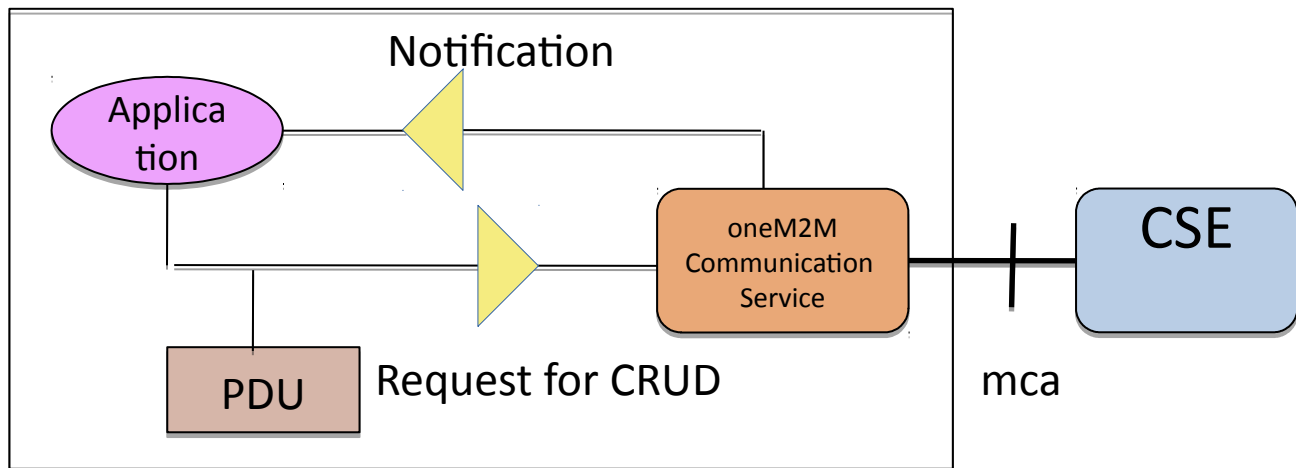 Notification
Applica
tion
oneM2M
Communication
Service
CSE
PDU
Request for CRUD
mca